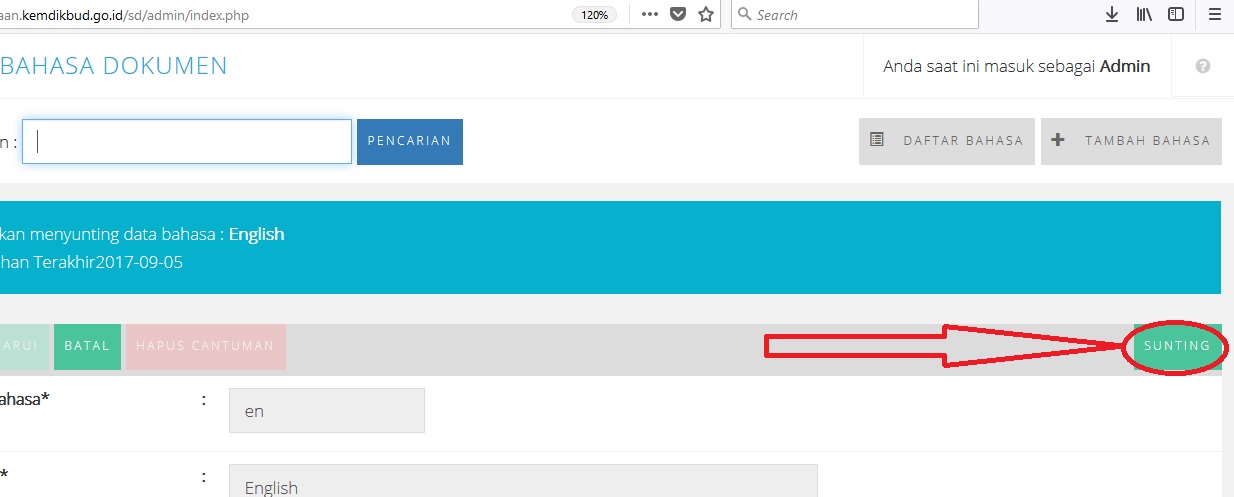 aan.kemdikbud.go.id/sd/admin/index.php 120% Search
BAHASA DOKUMEN Anda saat ini masuk sebagai Admin
n : PENCARIAN DAFTAR BAHASA TAMBAH BAHASA
kan menyunting data bahasa : English
han Terakhir2017-09-05
ARUI BATAL HAPUS CANTUMAN SUNTING
ahasa* : en
* : English